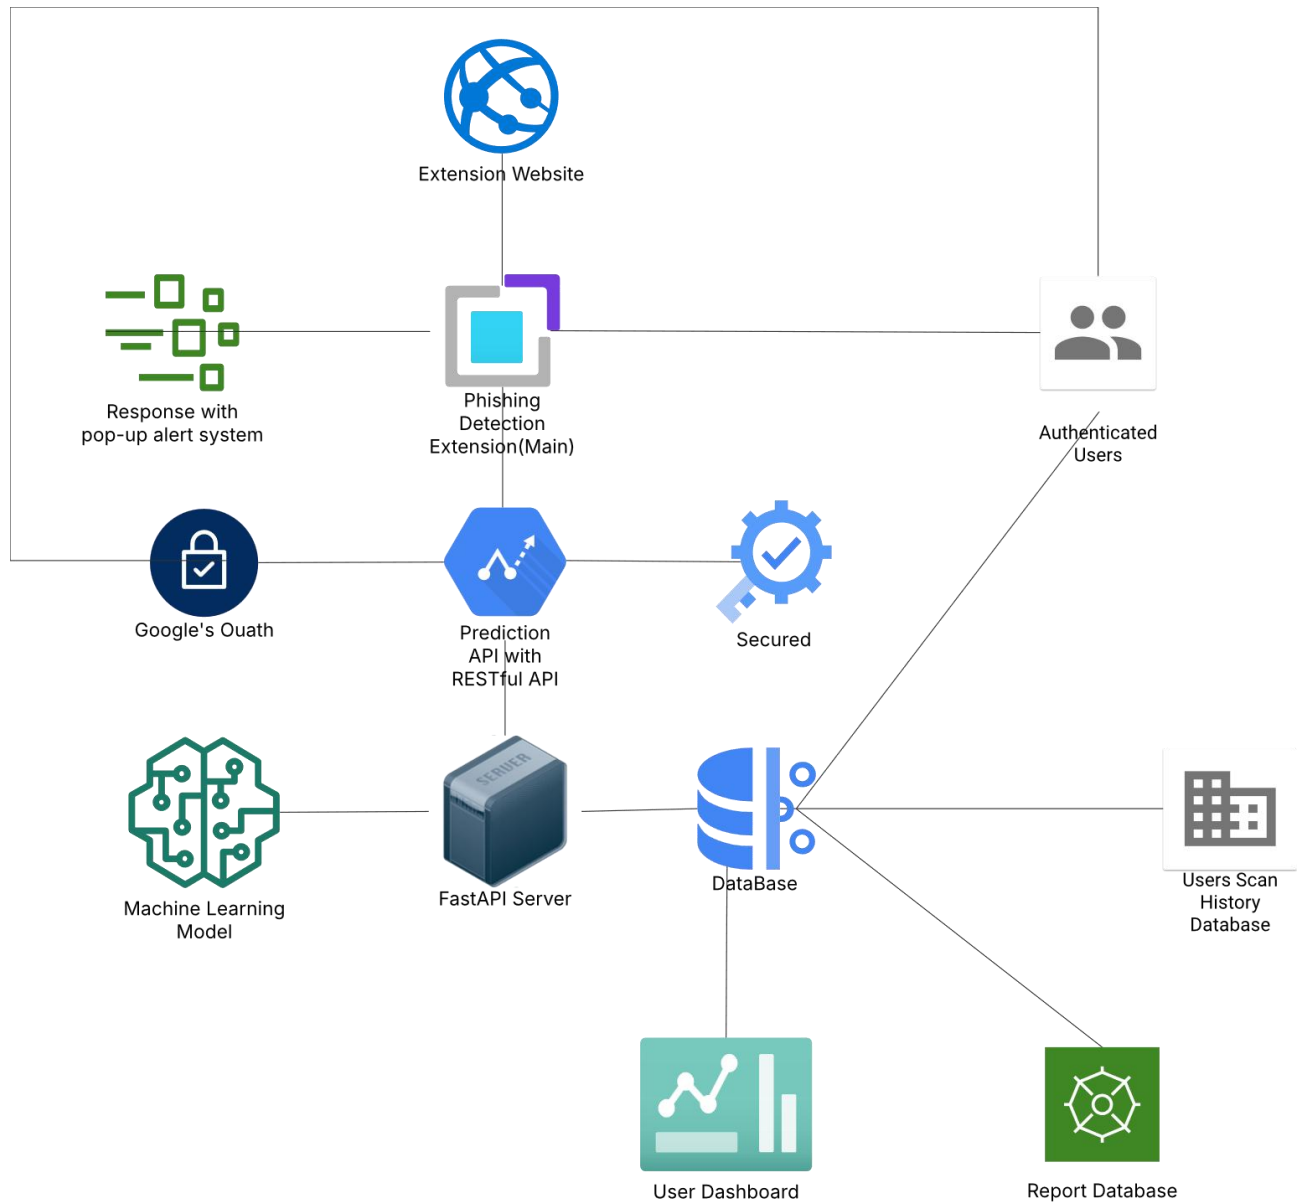 Extension Website
Response with
pop-up alert system
Phishing
Detection
Extension(Main)
Authenticated
Users
Google's Ouath
Prediction
API with
RESTful API
Secured
SERVER
Machine Learning
Model
FastAPI Server
DataBase
Users Scan
History
Database
User Dashboard
Report Database